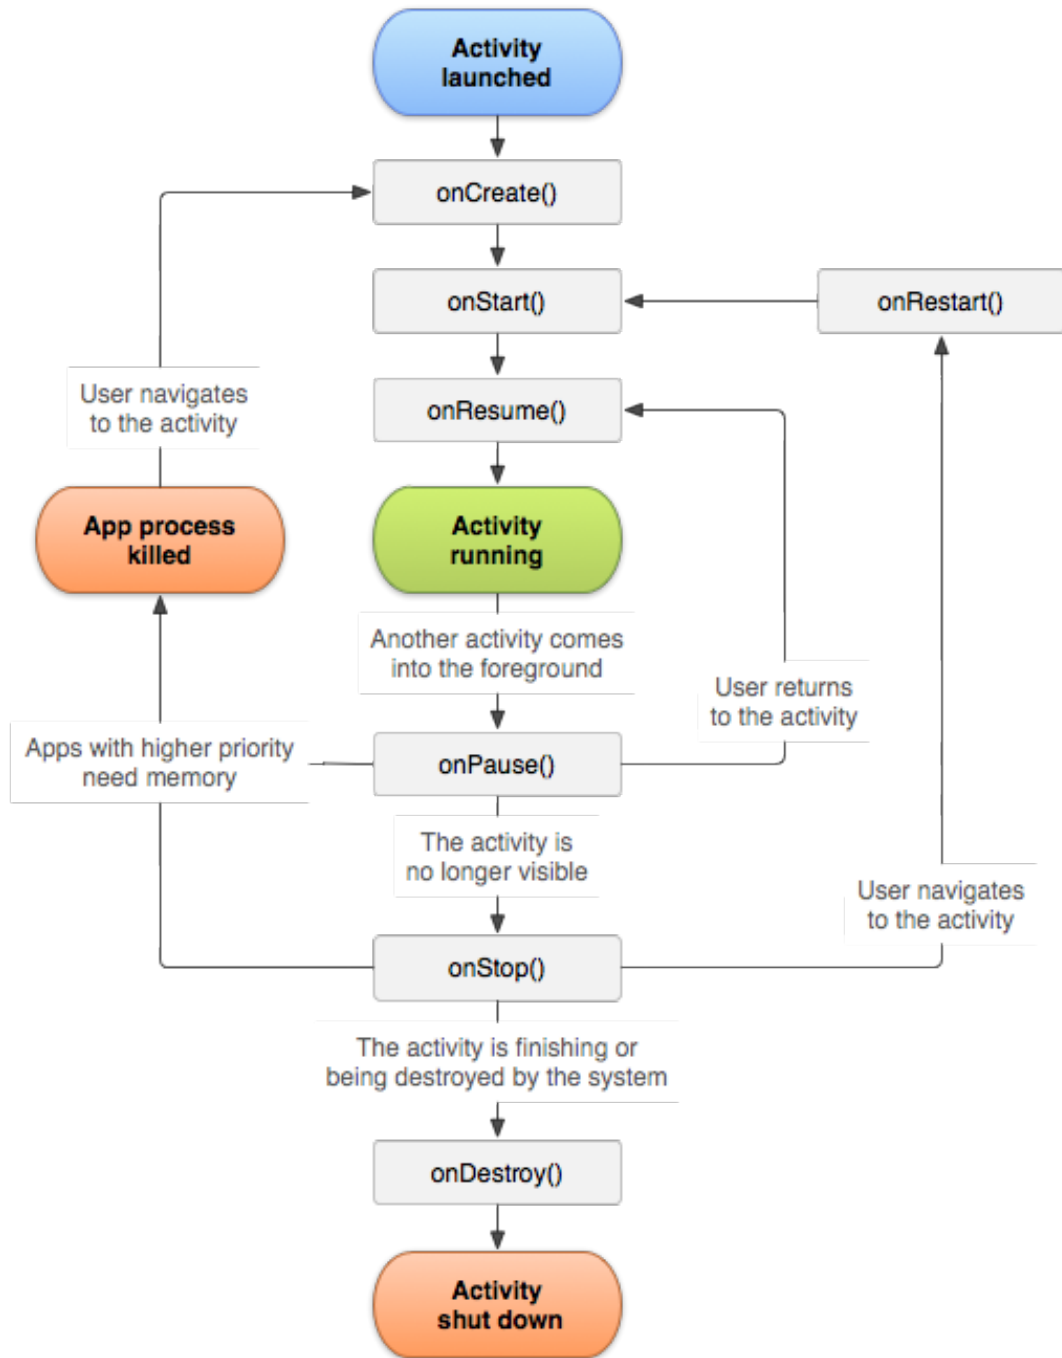 Activity
launched
onCreate()
onStart()
onRestart()
User navigates
to the activity
onResume()
App process
killed
Activity
running
Another activity comes
into the foreground
User returns
to the activity
Apps with higher priority
need memory
onPause()
The activity is
no longer visible
User navigates
to the activity
onStop()
The activity is finishing or
being destroyed by the system
onDestroy()
Activity
shut down